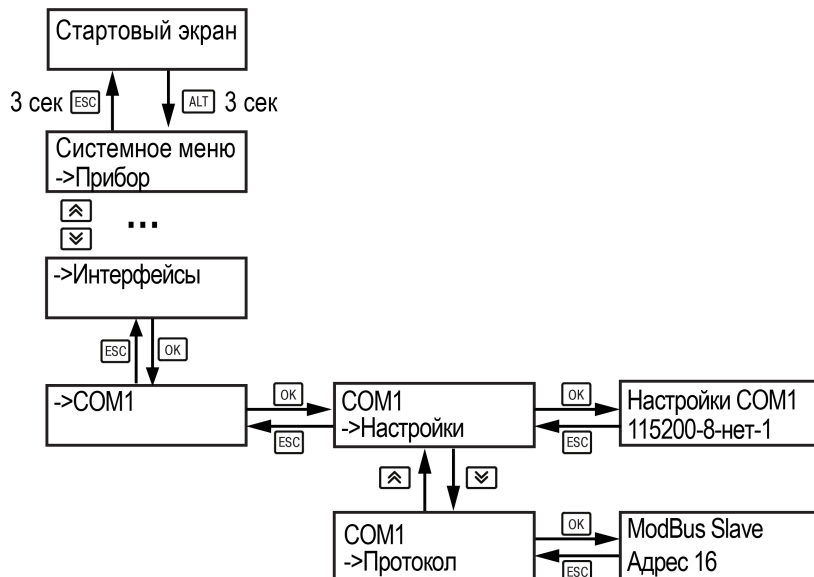 Стартовый экран
3 сек ESC ALT 3 сек
Системное меню
->Прибор
...
->Интерфейсы
ESC OK
->COM1
OK
ESC
COM1
->Настройки
OK
ESC
Настройки COM1
115200-8-нет-1
COM1
->Протокол
OK
ESC
ModBus Slave
Адрес 16